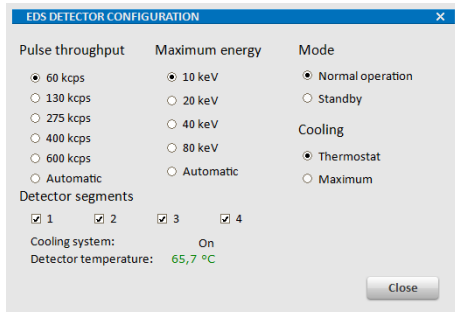 EDS DETECTOR CONFIGURATION
Pulse throughput
60 kcps
130 kcps
275 kcps
400 kcps
600 kcps
Automatic
Maximum energy
10 keV
20 keV
40 keV
80 keV
Automatic
Mode
Normal operation
Standby
Cooling
Thermostat
Maximum
Detector segments
1 2 3 4
Cooling system: On
Detector temperature: 65,7 °C
Close